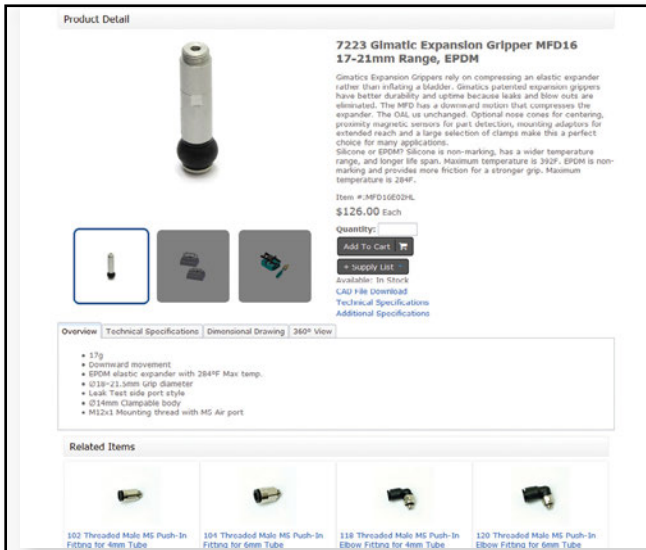 Product Detail
7223 Gimatic Expansion Gripper MFD16
17-21mm Range, EPDM
Gimatics Expansion Grippers rely on compressing an elastic expander
rather than inflating a bladder. Gimatics patented expansion grippers
have better durability and uptime because leaks and blow outs are
eliminated. The MFD has a downward motion that compresses the
expander. The OAL us unchanged. Optional nose cones for centering,
proximity magnetic sensors for part detection, mounting adaptors for
extended reach and a large selection of clamps make this a perfect
choice for many applications.
Silicone or EPDM? Silicone is non-marking, has a wider temperature
range, and longer life span. Maximum temperature is 392F. EPDM is non-
marking and provides more friction for a stronger grip. Maximum
temperature is 284F.
Item #:MFD16E02HL
$126.00 Each
Quantity:
Add To Cart
+ Supply List
Available: In Stock
CAD File Download
Technical Specifications
Additional Specifications
Overview Technical Specifications Dimensional Drawing 360º View
• 17g
• Downward movement
• EPDM elastic expander with 284ºF Max temp.
• Ø18-21.5mm Grip diameter
• Leak Test side port style
• Ø14mm Clampable body
• M12x1 Mounting thread with M5 Air port
Related Items
102 Threaded Male M5 Push-In
Fitting for 4mm Tube
104 Threaded Male M5 Push-In
Fitting for 6mm Tube
118 Threaded Male M5 Push-In
Elbow Fitting for 4mm Tube
120 Threaded Male M5 Push-In
Elbow Fitting for 6mm Tube